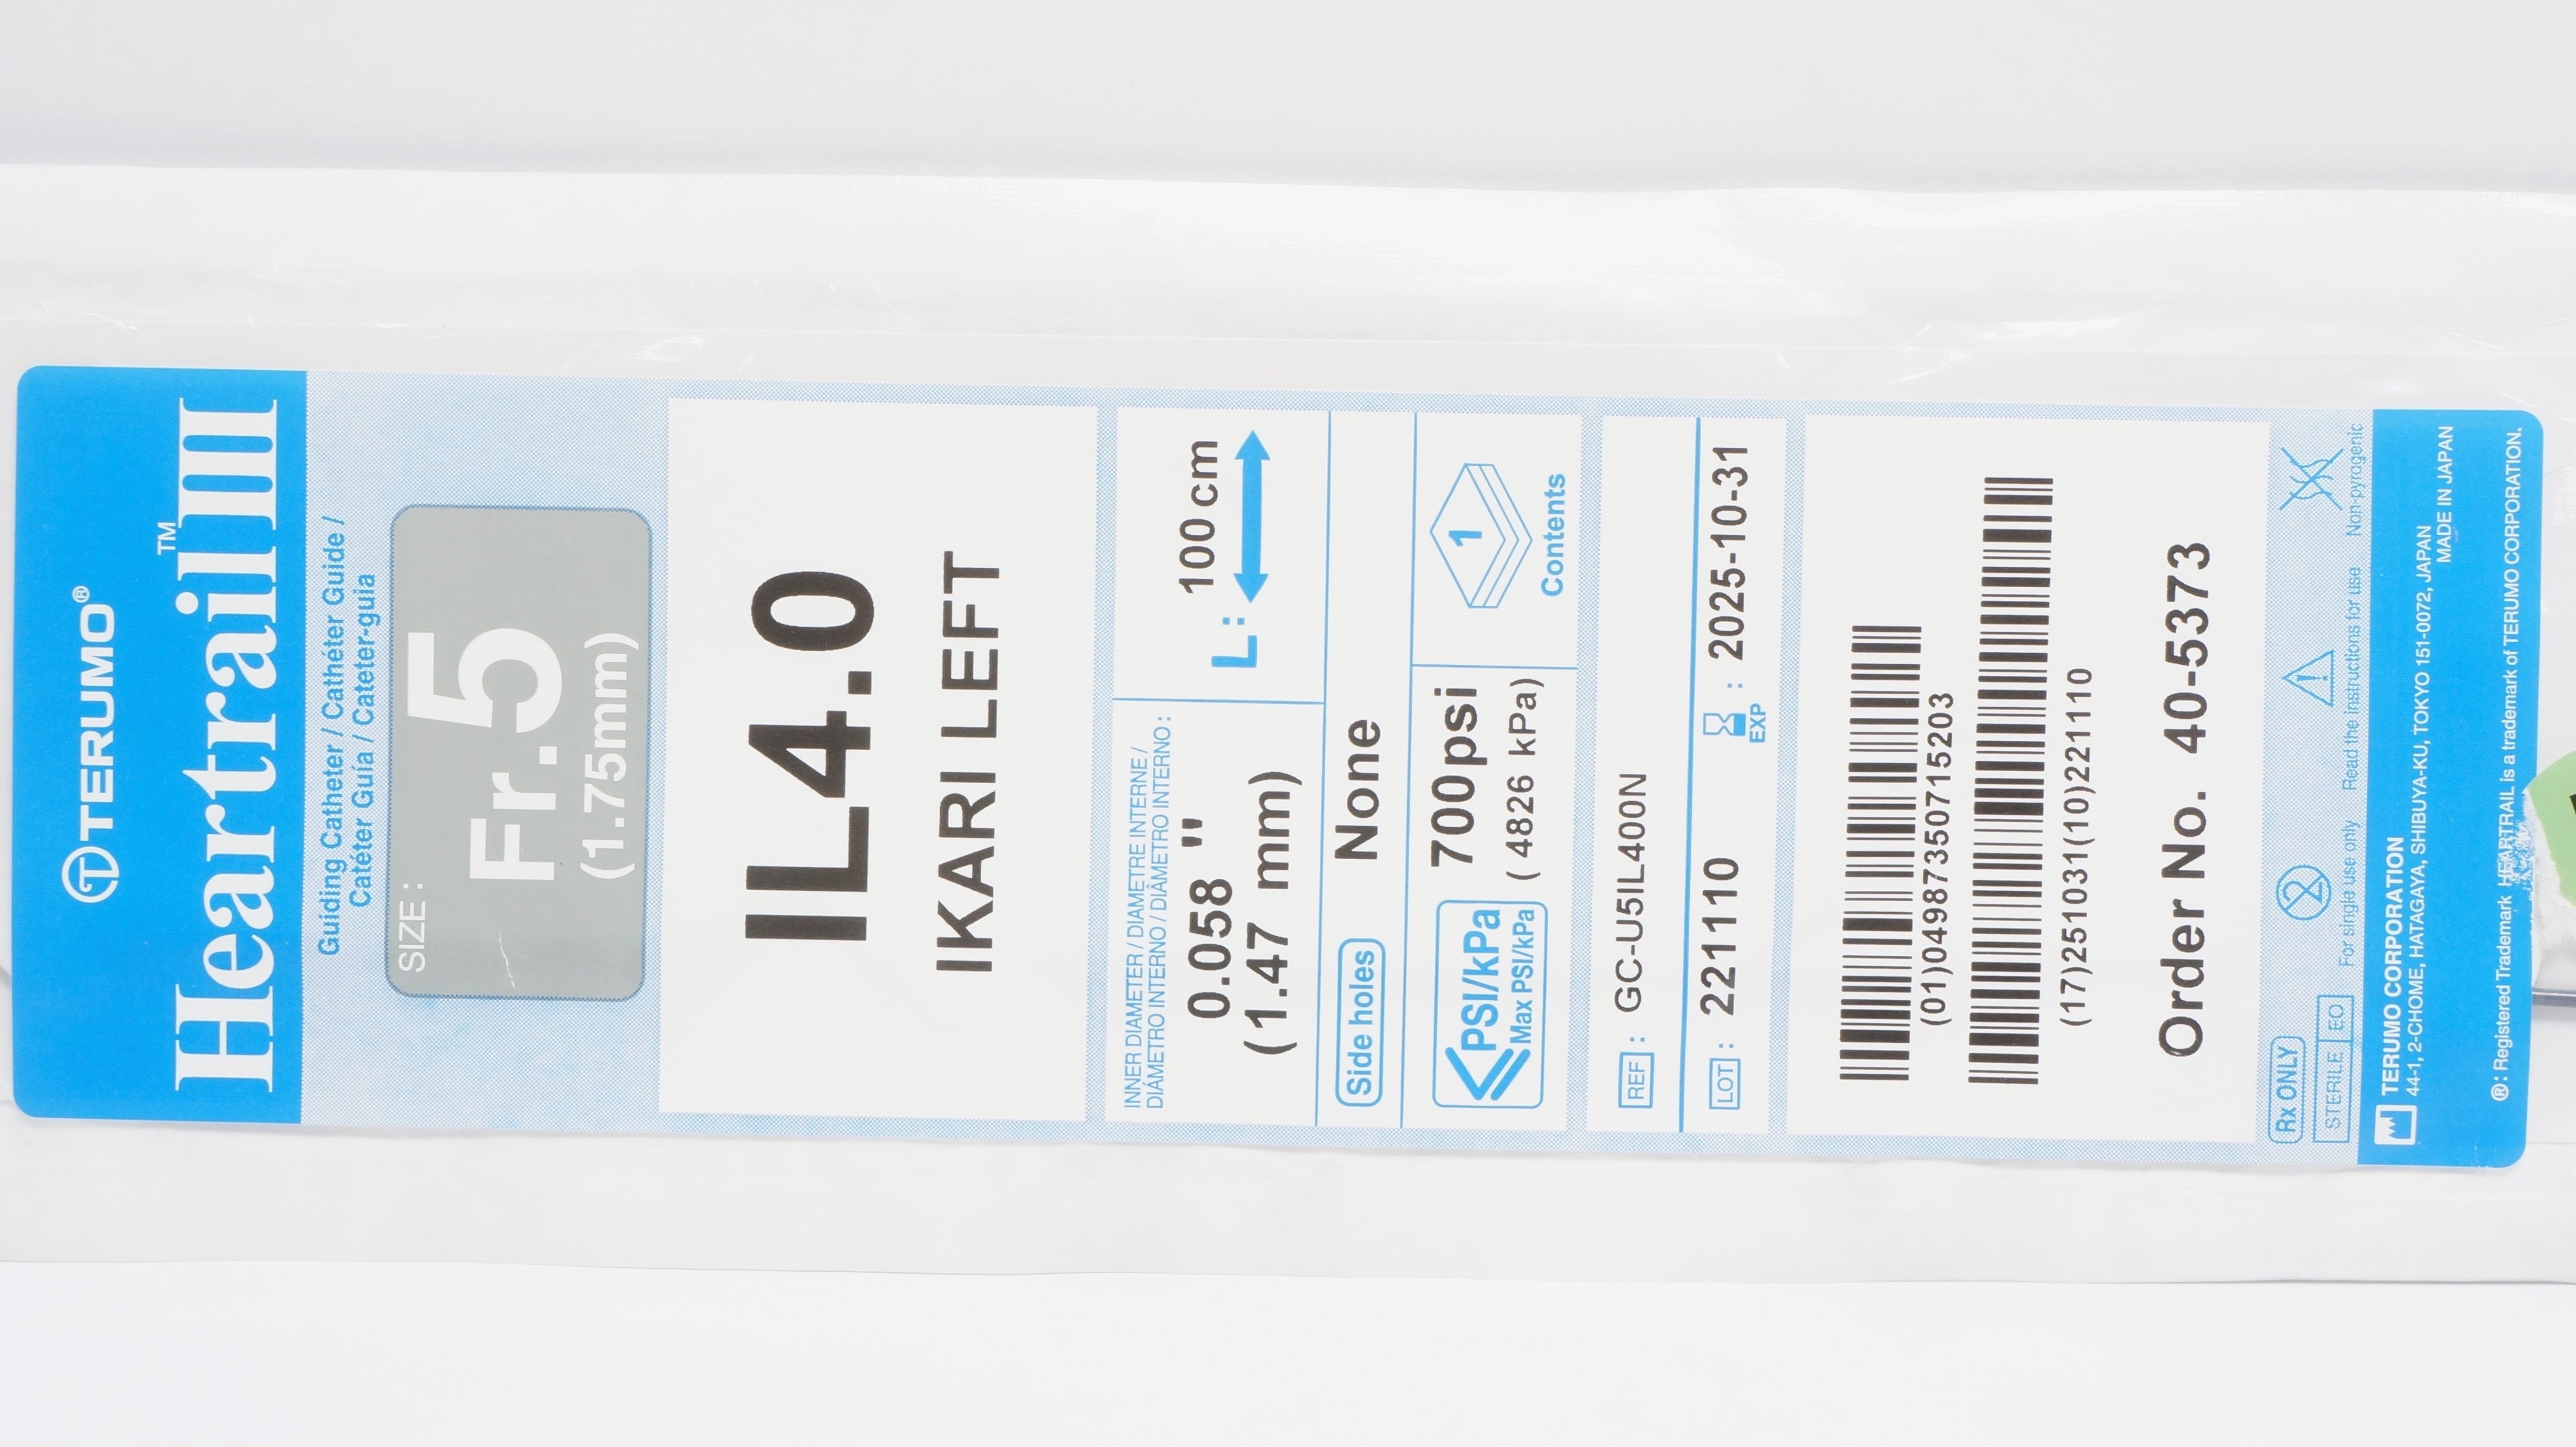 TERUMO®
Heartrail III™
Guiding Catheter / Cathéter Guide /
Catéter Guía / Cateter-guia
SIZE :
Fr.5
(1.75mm)
IL4.0
IKARI LEFT
INNER DIAMETER / DIAMETRE INTERNE /
DIÁMETRO INTERNO / DIÂMETRO INTERNO :
0.058 "
(1.47 mm)
L: 100 cm
Side holes None
PSI/kPa
Max PSI/kPa
700psi
( 4826 kPa)
1
Contents
REF : GC-U5IL400N
LOT : 221110
EXP : 2025-10-31
(01)04987350715203
(17)251031(10)221110
Order No. 40-5373
Rx ONLY
STERILE EO
2
For single use only
Read the instructions for use
Non-pyrogenic
TERUMO CORPORATION
44-1, 2-CHOME, HATAGAYA, SHIBUYA-KU, TOKYO 151-0072, JAPAN
MADE IN JAPAN
®: Registered Trademark HEARTRAIL is a trademark of TERUMO CORPORATION.